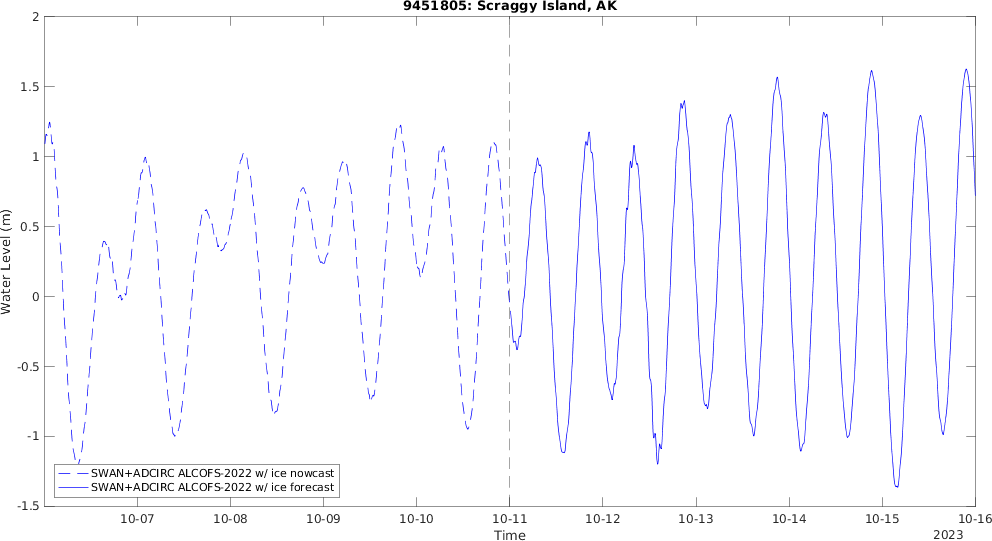 9451805: Scraggy Island, AK
2
1.5
1
0.5
0
-0.5
-1
-1.5
Water Level (m)
SWAN+ADCIRC ALCOFS-2022 w/ ice nowcast
SWAN+ADCIRC ALCOFS-2022 w/ ice forecast
10-07 10-08 10-09 10-10 10-11 10-12 10-13 10-14 10-15 10-16
Time
2023